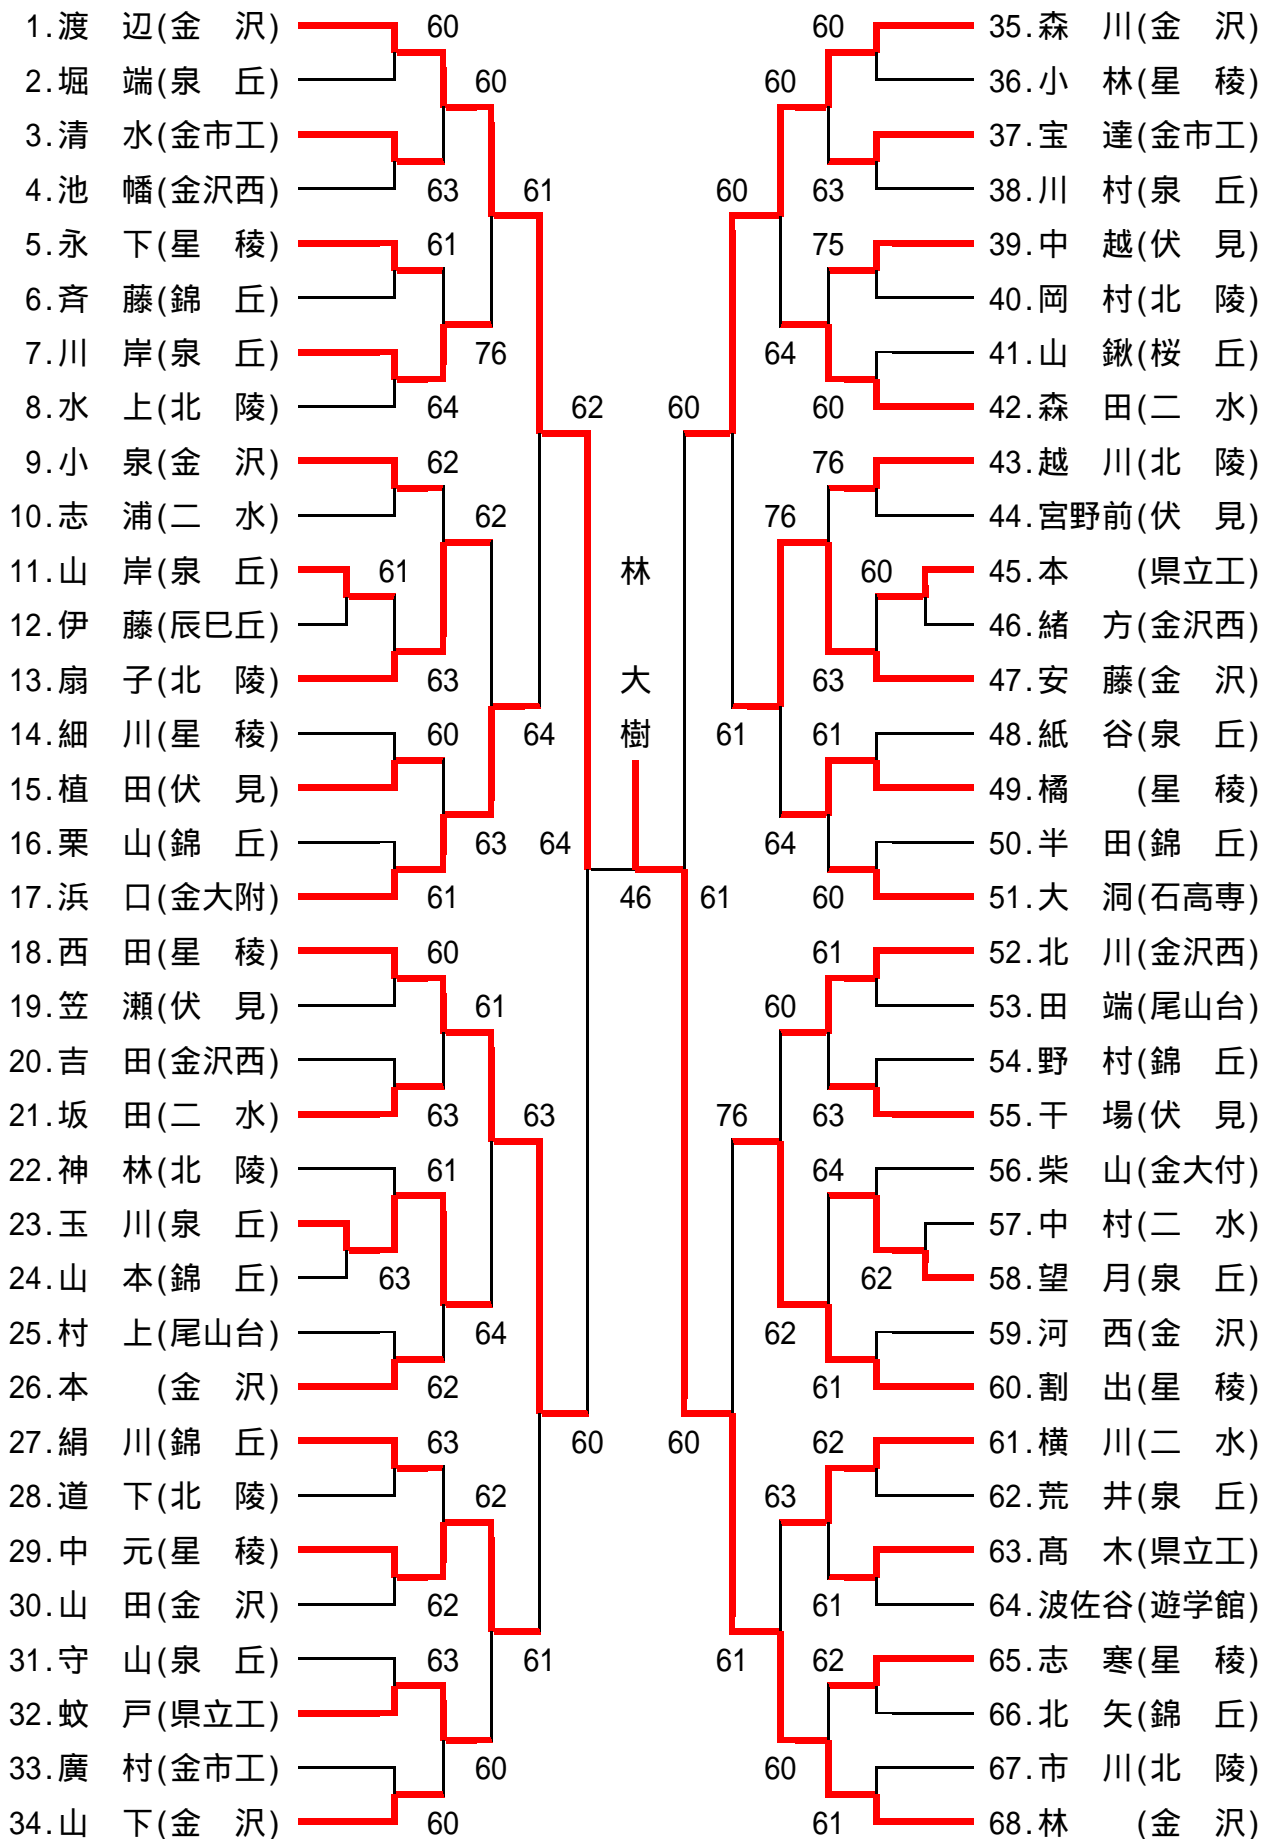 1.渡　辺(金　沢)
2.堀　端(泉　丘)
3.清　水(金市工)
4.池　幡(金沢西)
5.永　下(星　稜)
6.斉　藤(錦　丘)
7.川　岸(泉　丘)
8.水　上(北　陵)
9.小　泉(金　沢)
10.志　浦(二　水)
11.山　岸(泉　丘)
12.伊　藤(辰巳丘)
13.扇　子(北　陵)
14.細　川(星　稜)
15.植　田(伏　見)
16.栗　山(錦　丘)
17.浜　口(金大附)
18.西　田(星　稜)
19.笠　瀬(伏　見)
20.吉　田(金沢西)
21.坂　田(二　水)
22.神　林(北　陵)
23.玉　川(泉　丘)
24.山　本(錦　丘)
25.村　上(尾山台)
26.本　　(金　沢)
27.絹　川(錦　丘)
28.道　下(北　陵)
29.中　元(星　稜)
30.山　田(金　沢)
31.守　山(泉　丘)
32.蚊　戸(県立工)
33.廣　村(金市工)
34.山　下(金　沢)
60
60
63
61
61
76
64
62
62
62
61
63
60
64
63
64
61
60
61
63
63
61
63
64
62
63
60
62
62
63
61
60
60
林
大
樹
46
61
60
60
60
63
75
64
60
60
76
76
60
63
61
61
64
60
61
60
63
76
64
62
62
61
60
62
63
61
61
62
60
61
35.森　川(金　沢)
36.小　林(星　稜)
37.宝　達(金市工)
38.川　村(泉　丘)
39.中　越(伏　見)
40.岡　村(北　陵)
41.山　鍬(桜　丘)
42.森　田(二　水)
43.越　川(北　陵)
44.宮野前(伏　見)
45.本　　(県立工)
46.緒　方(金沢西)
47.安　藤(金　沢)
48.紙　谷(泉　丘)
49.橘　　(星　稜)
50.半　田(錦　丘)
51.大　洞(石高専)
52.北　川(金沢西)
53.田　端(尾山台)
54.野　村(錦　丘)
55.干　場(伏　見)
56.柴　山(金大付)
57.中　村(二　水)
58.望　月(泉　丘)
59.河　西(金　沢)
60.割　出(星　稜)
61.横　川(二　水)
62.荒　井(泉　丘)
63.髙　木(県立工)
64.波佐谷(遊学館)
65.志　寒(星　稜)
66.北　矢(錦　丘)
67.市　川(北　陵)
68.林　　(金　沢)